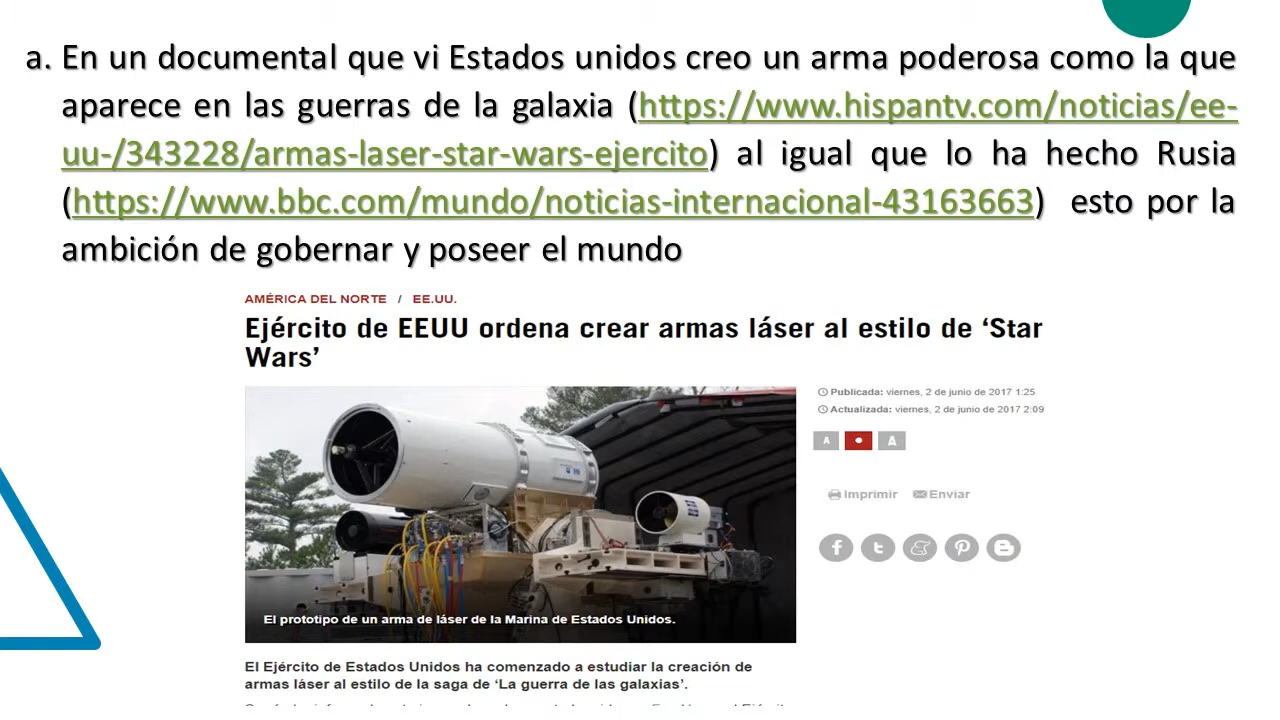 a. En un documental que vi Estados unidos creo un arma poderosa como la que
aparece en las guerras de la galaxia (https://www.hispantv.com/noticias/ee-
uu-/343228/armas-laser-star-wars-ejercito) al igual que lo ha hecho Rusia
(https://www.bbc.com/mundo/noticias-internacional-43163663) esto por la
ambición de gobernar y poseer el mundo
AMÉRICA DEL NORTE / EE.UU.
Ejército de EEUU ordena crear armas láser al estilo de ‘Star
Wars’
Publicada: viernes, 2 de junio de 2017 1:25
Actualizada: viernes, 2 de junio de 2017 2:09
A A
Imprimir Enviar
El prototipo de un arma de láser de la Marina de Estados Unidos.
El Ejército de Estados Unidos ha comenzado a estudiar la creación de
armas láser al estilo de la saga de ‘La guerra de las galaxias’.